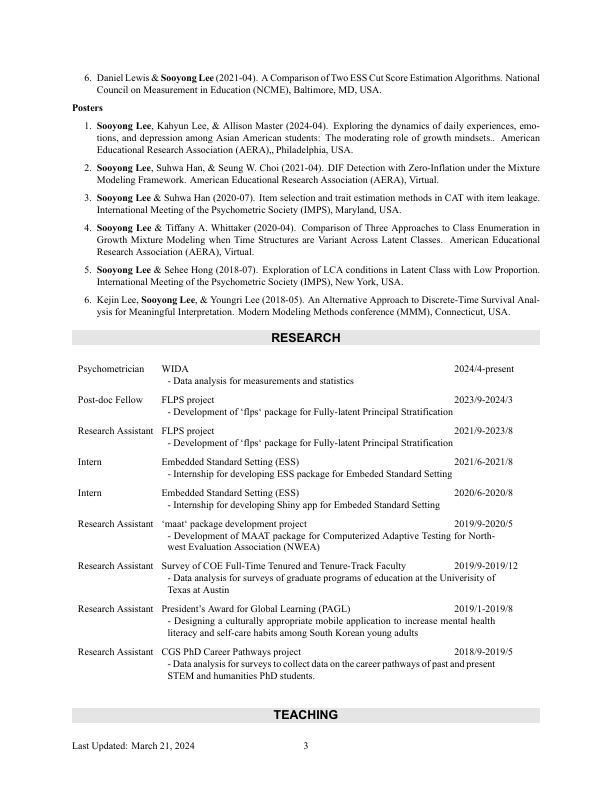 6. Daniel Lewis & Sooyong Lee (2021-04). A Comparison of Two ESS Cut Score Estimation Algorithms. National
Council on Measurement in Education (NCME), Baltimore, MD, USA.
Posters
1. Sooyong Lee, Kahyun Lee, & Allison Master (2024-04). Exploring the dynamics of daily experiences, emo-
tions, and depression among Asian American students: The moderating role of growth mindsets.. American
Educational Research Association (AERA),, Philadelphia, USA.
2. Sooyong Lee, Suhwa Han, & Seung W. Choi (2021-04). DIF Detection with Zero-Inflation under the Mixture
Modeling Framework. American Educational Research Association (AERA), Virtual.
3. Sooyong Lee & Suhwa Han (2020-07). Item selection and trait estimation methods in CAT with item leakage.
International Meeting of the Psychometric Society (IMPS), Maryland, USA.
4. Sooyong Lee & Tiffany A. Whittaker (2020-04). Comparison of Three Approaches to Class Enumeration in
Growth Mixture Modeling when Time Structures are Variant Across Latent Classes. American Educational
Research Association (AERA), Virtual.
5. Sooyong Lee & Sehee Hong (2018-07). Exploration of LCA conditions in Latent Class with Low Proportion.
International Meeting of the Psychometric Society (IMPS), New York, USA.
6. Kejin Lee, Sooyong Lee, & Youngri Lee (2018-05). An Alternative Approach to Discrete-Time Survival Anal-
ysis for Meaningful Interpretation. Modern Modeling Methods conference (MMM), Connecticut, USA.
RESEARCH
Psychometrician WIDA 2024/4-present
- Data analysis for measurements and statistics
Post-doc Fellow FLPS project 2023/9-2024/3
- Development of ‘flps‘ package for Fully-latent Principal Stratification
Research Assistant FLPS project 2021/9-2023/8
- Development of ‘flps‘ package for Fully-latent Principal Stratification
Intern Embedded Standard Setting (ESS) 2021/6-2021/8
- Internship for developing ESS package for Embeded Standard Setting
Intern Embedded Standard Setting (ESS) 2020/6-2020/8
- Internship for developing Shiny app for Embeded Standard Setting
Research Assistant ‘maat‘ package development project 2019/9-2020/5
- Development of MAAT package for Computerized Adaptive Testing for North-
west Evaluation Association (NWEA)
Research Assistant Survey of COE Full-Time Tenured and Tenure-Track Faculty 2019/9-2019/12
- Data analysis for surveys of graduate programs of education at the Univerisity of
Texas at Austin
Research Assistant President’s Award for Global Learning (PAGL) 2019/1-2019/8
- Designing a culturally appropriate mobile application to increase mental health
literacy and self-care habits among South Korean young adults
Research Assistant CGS PhD Career Pathways project 2018/9-2019/5
- Data analysis for surveys to collect data on the career pathways of past and present
STEM and humanities PhD students.
TEACHING
Last Updated: March 21, 2024 3